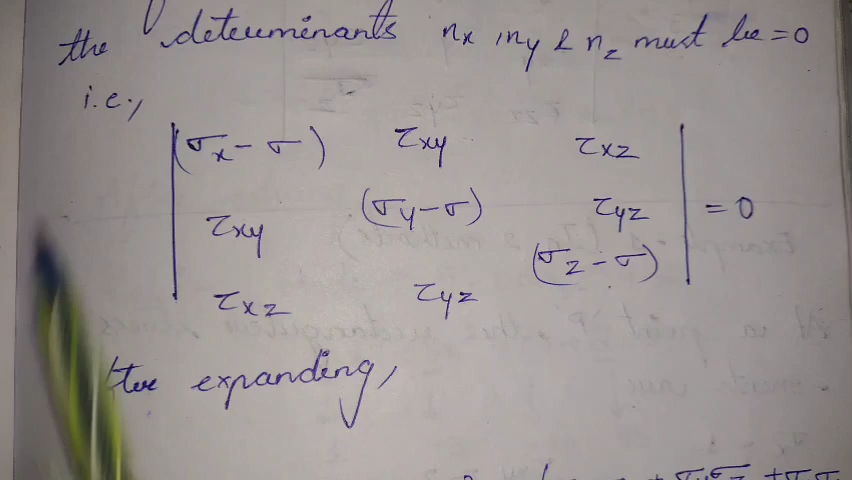 the determinants nx, ny & nz must be = 0
i.e.,
(σx - σ) τxy τxz
τxy (σy - σ) τyz = 0
τxz τyz (σz - σ)
expanding,
+ σyσz +